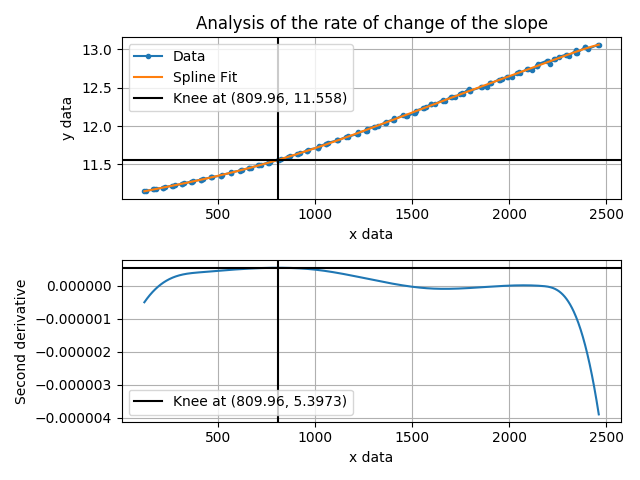 Analysis of the rate of change of the slope
13.0
12.5
12.0
11.5
y data
Data
Spline Fit
Knee at (809.96, 11.558)
500
1000
1500
2000
2500
x data
0.000000
−0.000001
−0.000002
−0.000003
−0.000004
Second derivative
Knee at (809.96, 5.3973)
500
1000
1500
2000
2500
x data